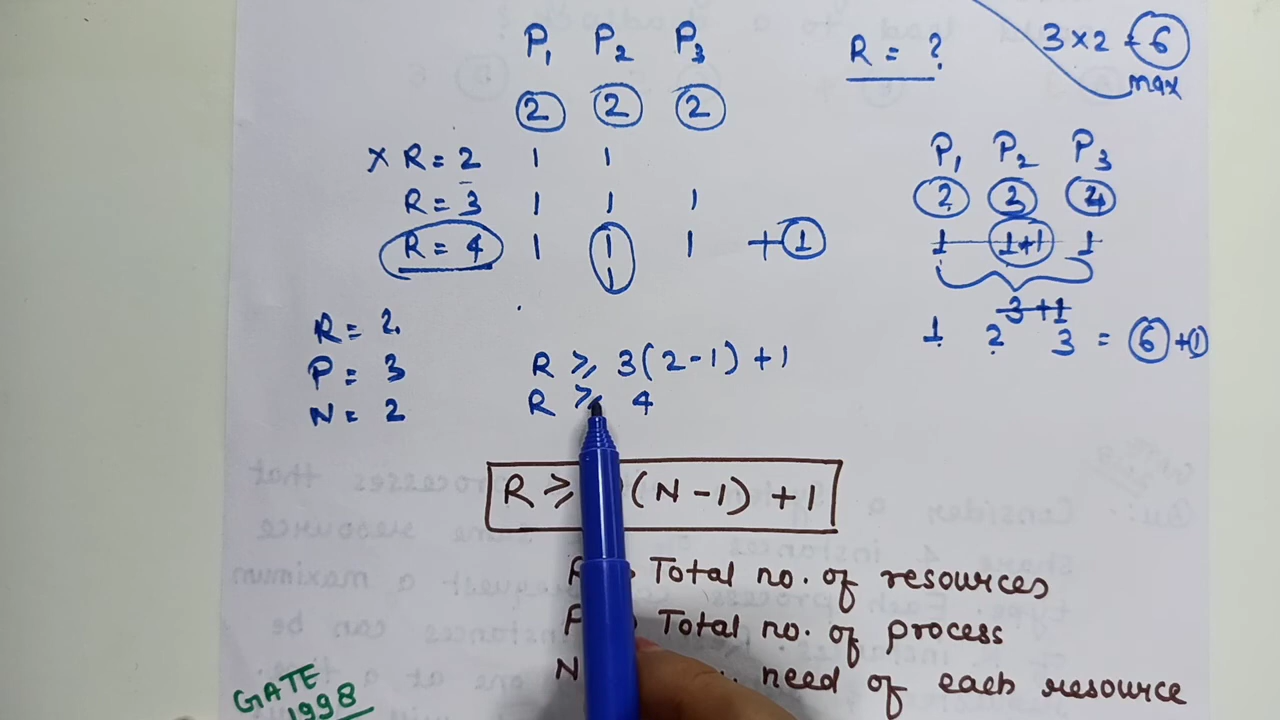 P1 P2 P3
2 2 2
R = ?
3 × 2 = 6
max
× R = 2 1 1
R = 3 1 1 1
R = 4 1 1 1 + 1
1
P1 P2 P3
2 3 4
1 1+1 1
3+1
1 2 3 = 6 + 1
R = 2
P = 3
N = 2
R ≥ 3(2-1) + 1
R ≥ 4
R ≥ (N-1) + 1
Total no. of resources
Total no. of process
N need of each resource
GATE
1998